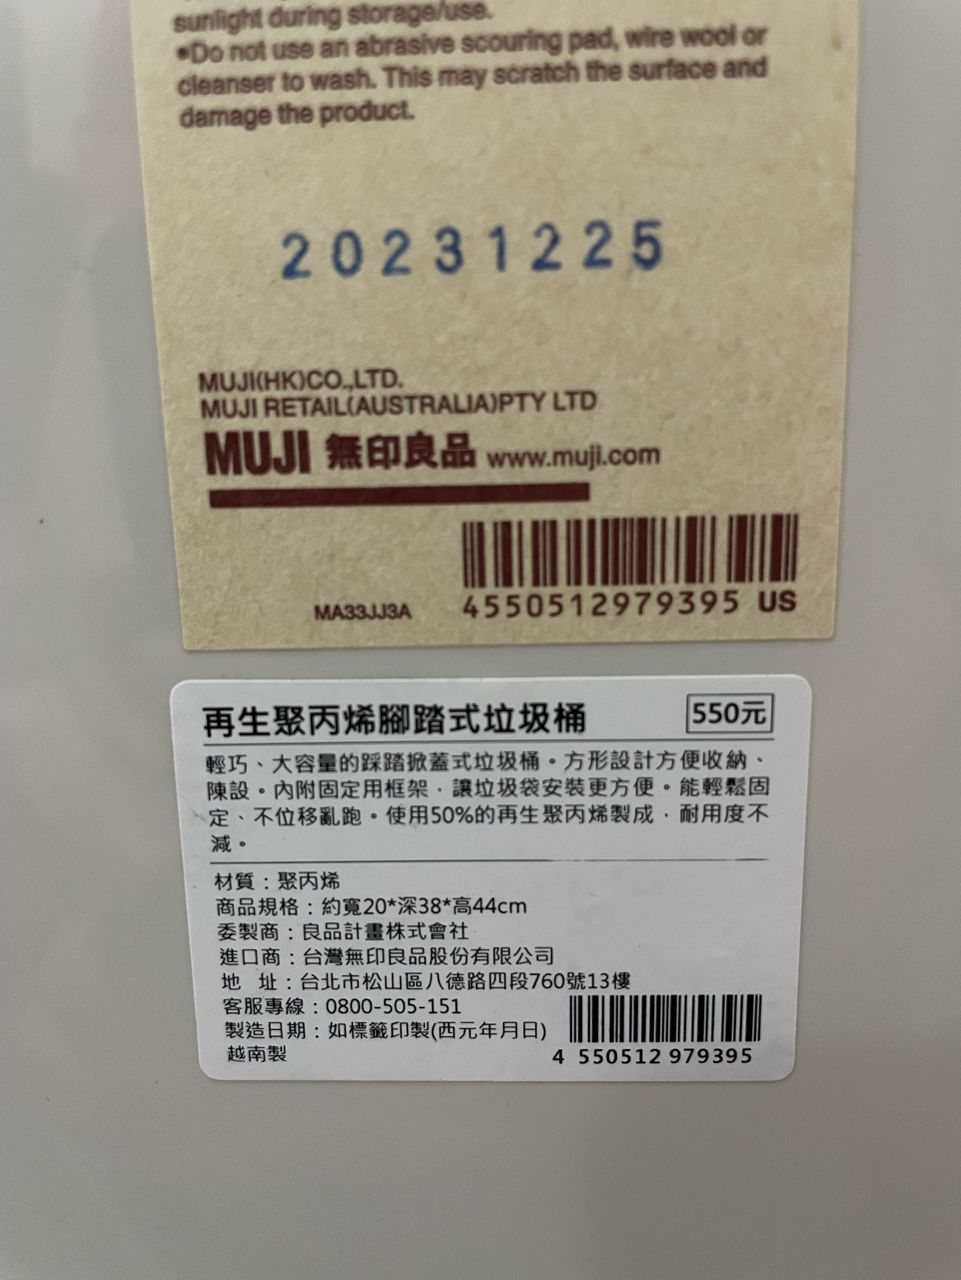 sunlight during storage/use.
•Do not use an abrasive scouring pad, wire wool or
cleanser to wash. This may scratch the surface and
damage the product.
20231225
MUJI(HK)CO.,LTD.
MUJI RETAIL(AUSTRALIA)PTY LTD
MUJI 無印良品 www.muji.com
MA33JJ3A 4550512979395 US
再生聚丙烯腳踏式垃圾桶 550元
輕巧、大容量的踩踏掀蓋式垃圾桶。方形設計方便收納、
陳設。內附固定用框架，讓垃圾袋安裝更方便。能輕鬆固
定、不位移亂跑。使用50%的再生聚丙烯製成，耐用度不
減。
材質：聚丙烯
商品規格：約寬20*深38*高44cm
委製商：良品計畫株式會社
進口商：台灣無印良品股份有限公司
地 址：台北市松山區八德路四段760號13樓
客服專線：0800-505-151
製造日期：如標籤印製(西元年月日)
越南製
4 550512 979395